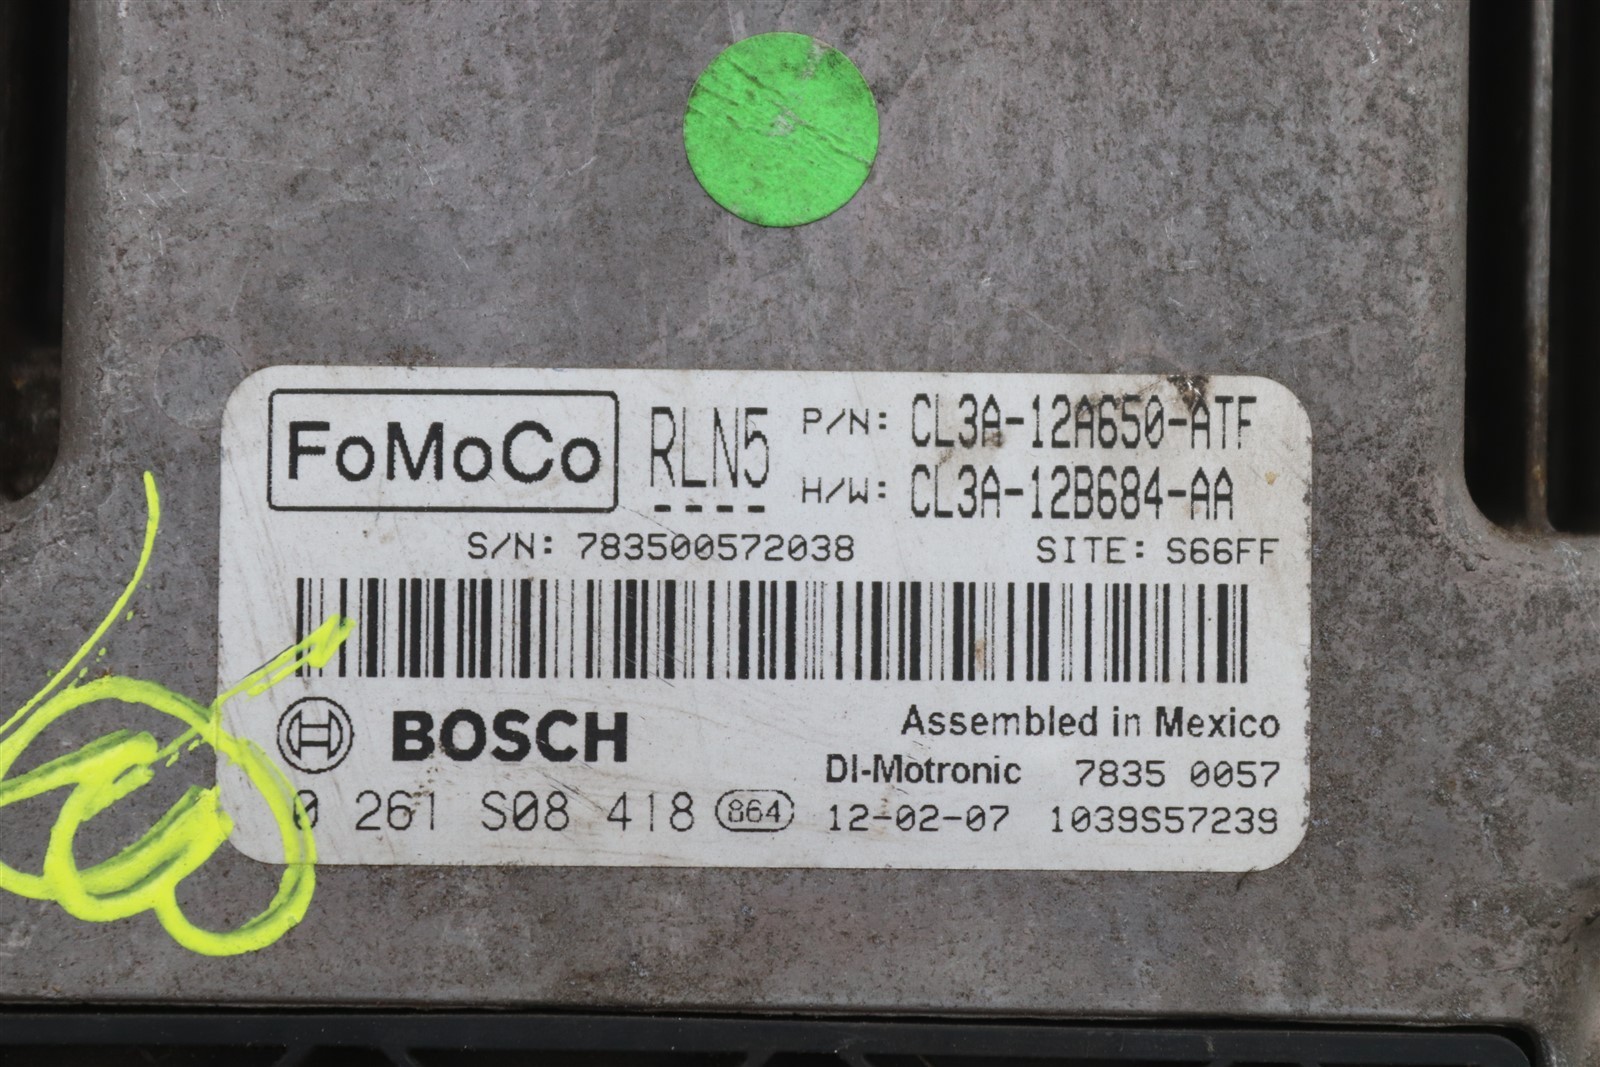 FoMoCo RLN5 P/N: CL3A-12A650-ATF
H/W: CL3A-12B684-AA
S/N: 783500572038 SITE: S66FF
BOSCH Assembled in Mexico
DI-Motronic 7835 0057
0 261 S08 418 864 12-02-07 1039S57239